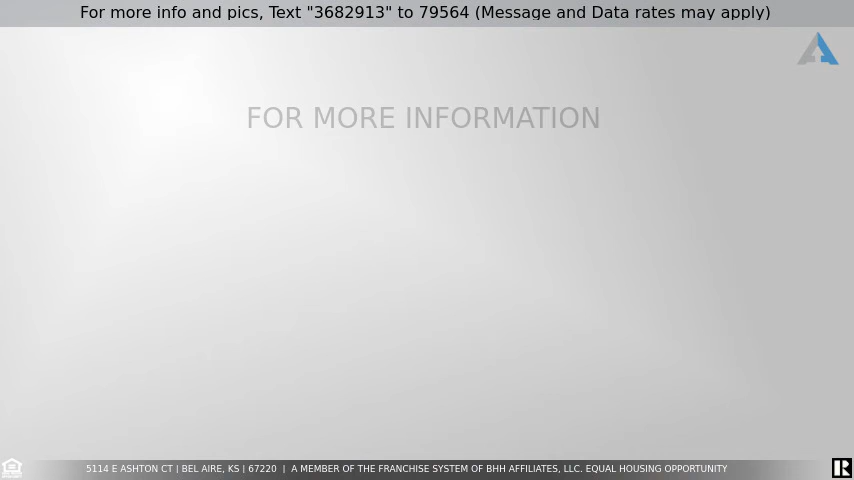 For more info and pics, Text "3682913" to 79564 (Message and Data rates may apply)
FOR MORE INFORMATION
5114 E ASHTON CT | BEL AIRE, KS | 67220 | A MEMBER OF THE FRANCHISE SYSTEM OF BHH AFFILIATES, LLC. EQUAL HOUSING OPPORTUNITY